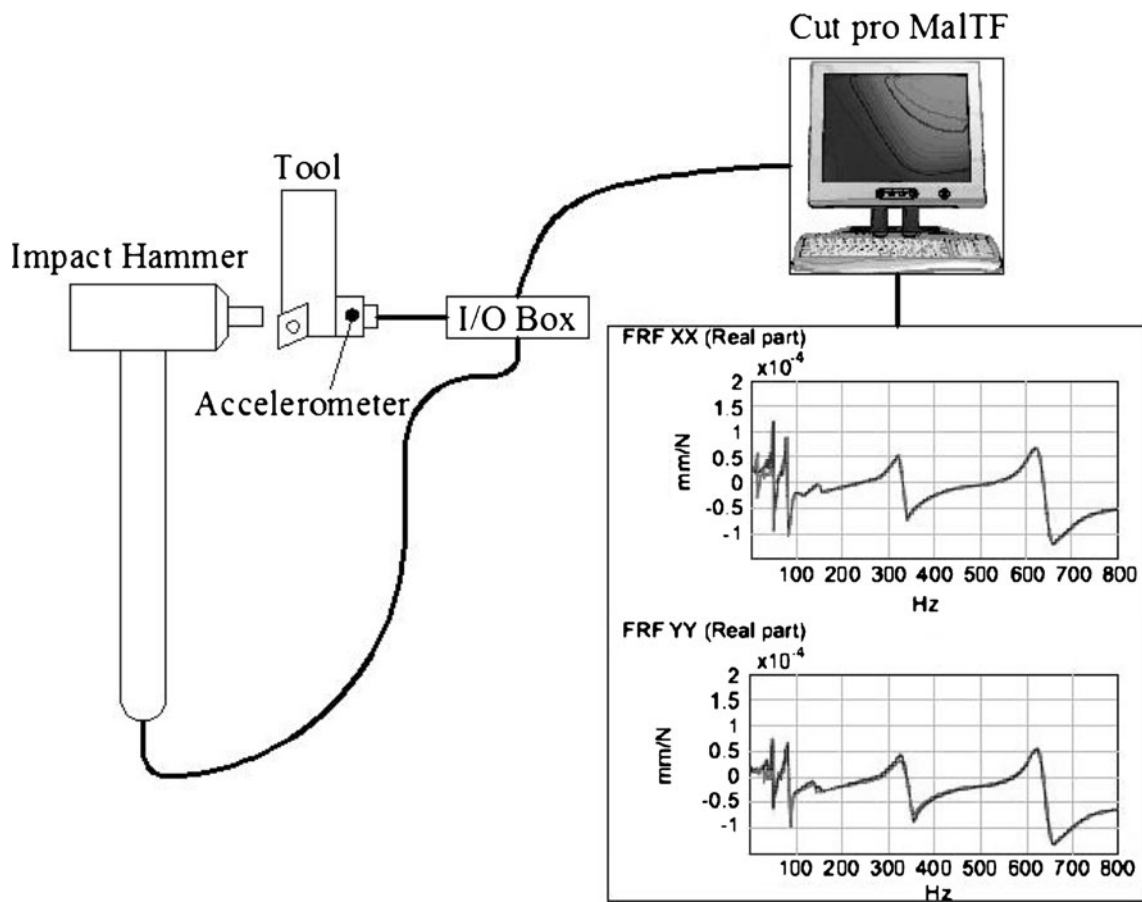 Cut pro MalTF
Tool
Impact Hammer
I/O Box
Accelerometer
FRF XX (Real part)
x10-4
2
1.5
1
0.5
0
-0.5
-1
mm/N
100 200 300 400 500 600 700 800
Hz
FRF YY (Real part)
x10-4
2
1.5
1
0.5
0
-0.5
-1
mm/N
100 200 300 400 500 600 700 800
Hz